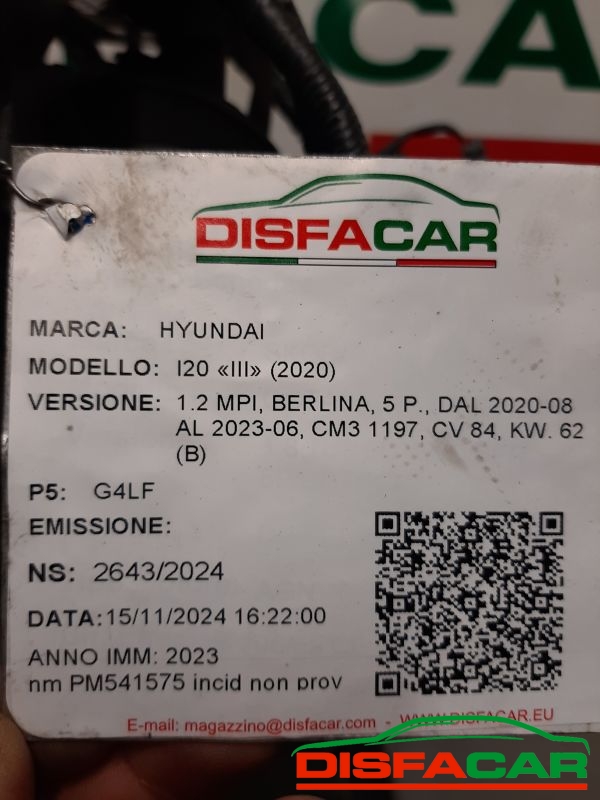 CAR
DISFACAR
MARCA: HYUNDAI
MODELLO: I20 «III» (2020)
VERSIONE: 1.2 MPI, BERLINA, 5 P., DAL 2020-08
AL 2023-06, CM3 1197, CV 84, KW. 62
(B)
P5: G4LF
EMISSIONE:
NS: 2643/2024
DATA: 15/11/2024 16:22:00
ANNO IMM: 2023
nm PM541575 incid non prov
E-mail: magazzino@disfacar.com - WWW.DISFACAR.EU
DISFACAR